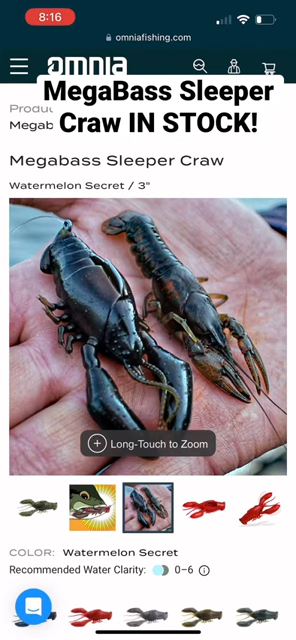 8:16
omniafishing.com
omnia
MegaBass Sleeper
Craw IN STOCK!
Megab
Megabass Sleeper Craw
Watermelon Secret / 3"
Long-Touch to Zoom
COLOR: Watermelon Secret
Recommended Water Clarity: 0–6